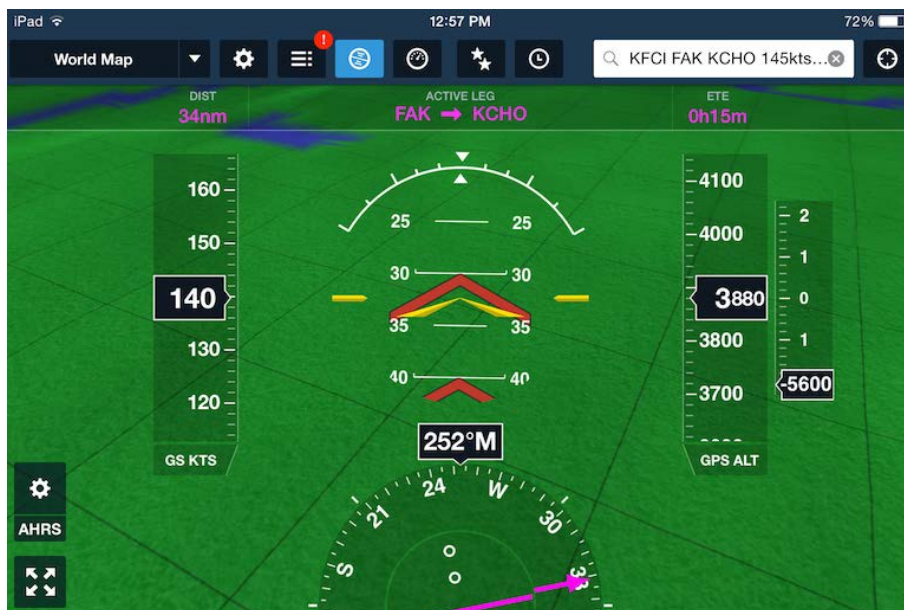 iPad 12:57 PM 72%
World Map ! KFCI FAK KCHO 145kts...
DIST ACTIVE LEG ETE
34nm FAK → KCHO 0h15m
160 4100
25 25 2
150 4000
1
30 30
140 3880 0
35 35
130 3800 1
40 40
120 3700 -5600
252°M
GS KTS GPS ALT
24 W
21 30
AHRS
S 33